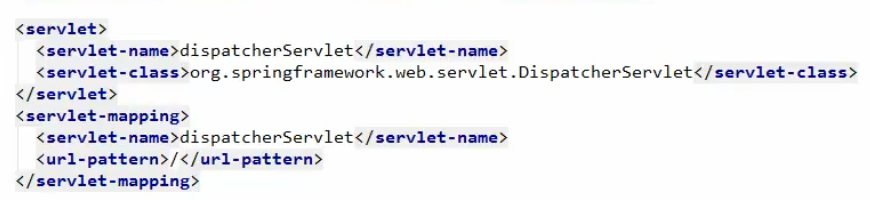 <servlet>
<servlet-name>dispatcherServlet</servlet-name>
<servlet-class>org.springframework.web.servlet.DispatcherServlet</servlet-class>
</servlet>
<servlet-mapping>
<servlet-name>dispatcherServlet</servlet-name>
<url-pattern>/</url-pattern>
</servlet-mapping>